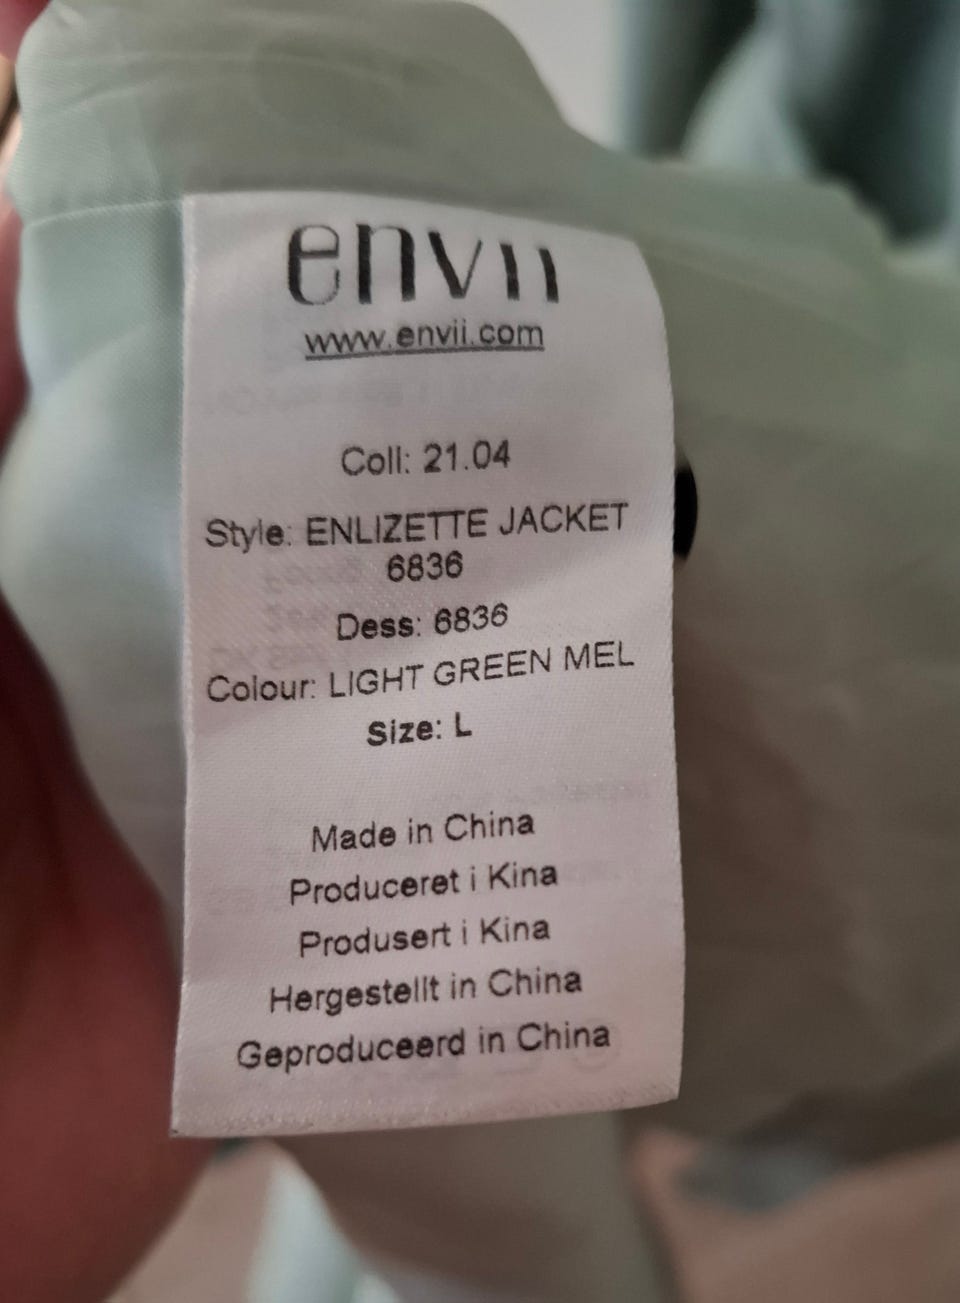 envii
www.envii.com
Coll: 21.04
Style: ENLIZETTE JACKET
6836
Dess: 6836
Colour: LIGHT GREEN MEL
Size: L
Made in China
Produceret i Kina
Produsert i Kina
Hergestellt in China
Geproduceerd in China